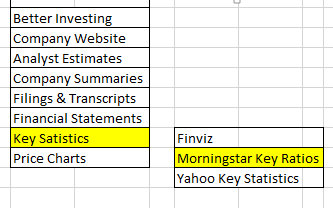 Better Investing
Company Website
Analyst Estimates
Company Summaries
Filings & Transcripts
Financial Statements
Key Satistics
Price Charts
Finviz
Morningstar Key Ratios
Yahoo Key Statistics